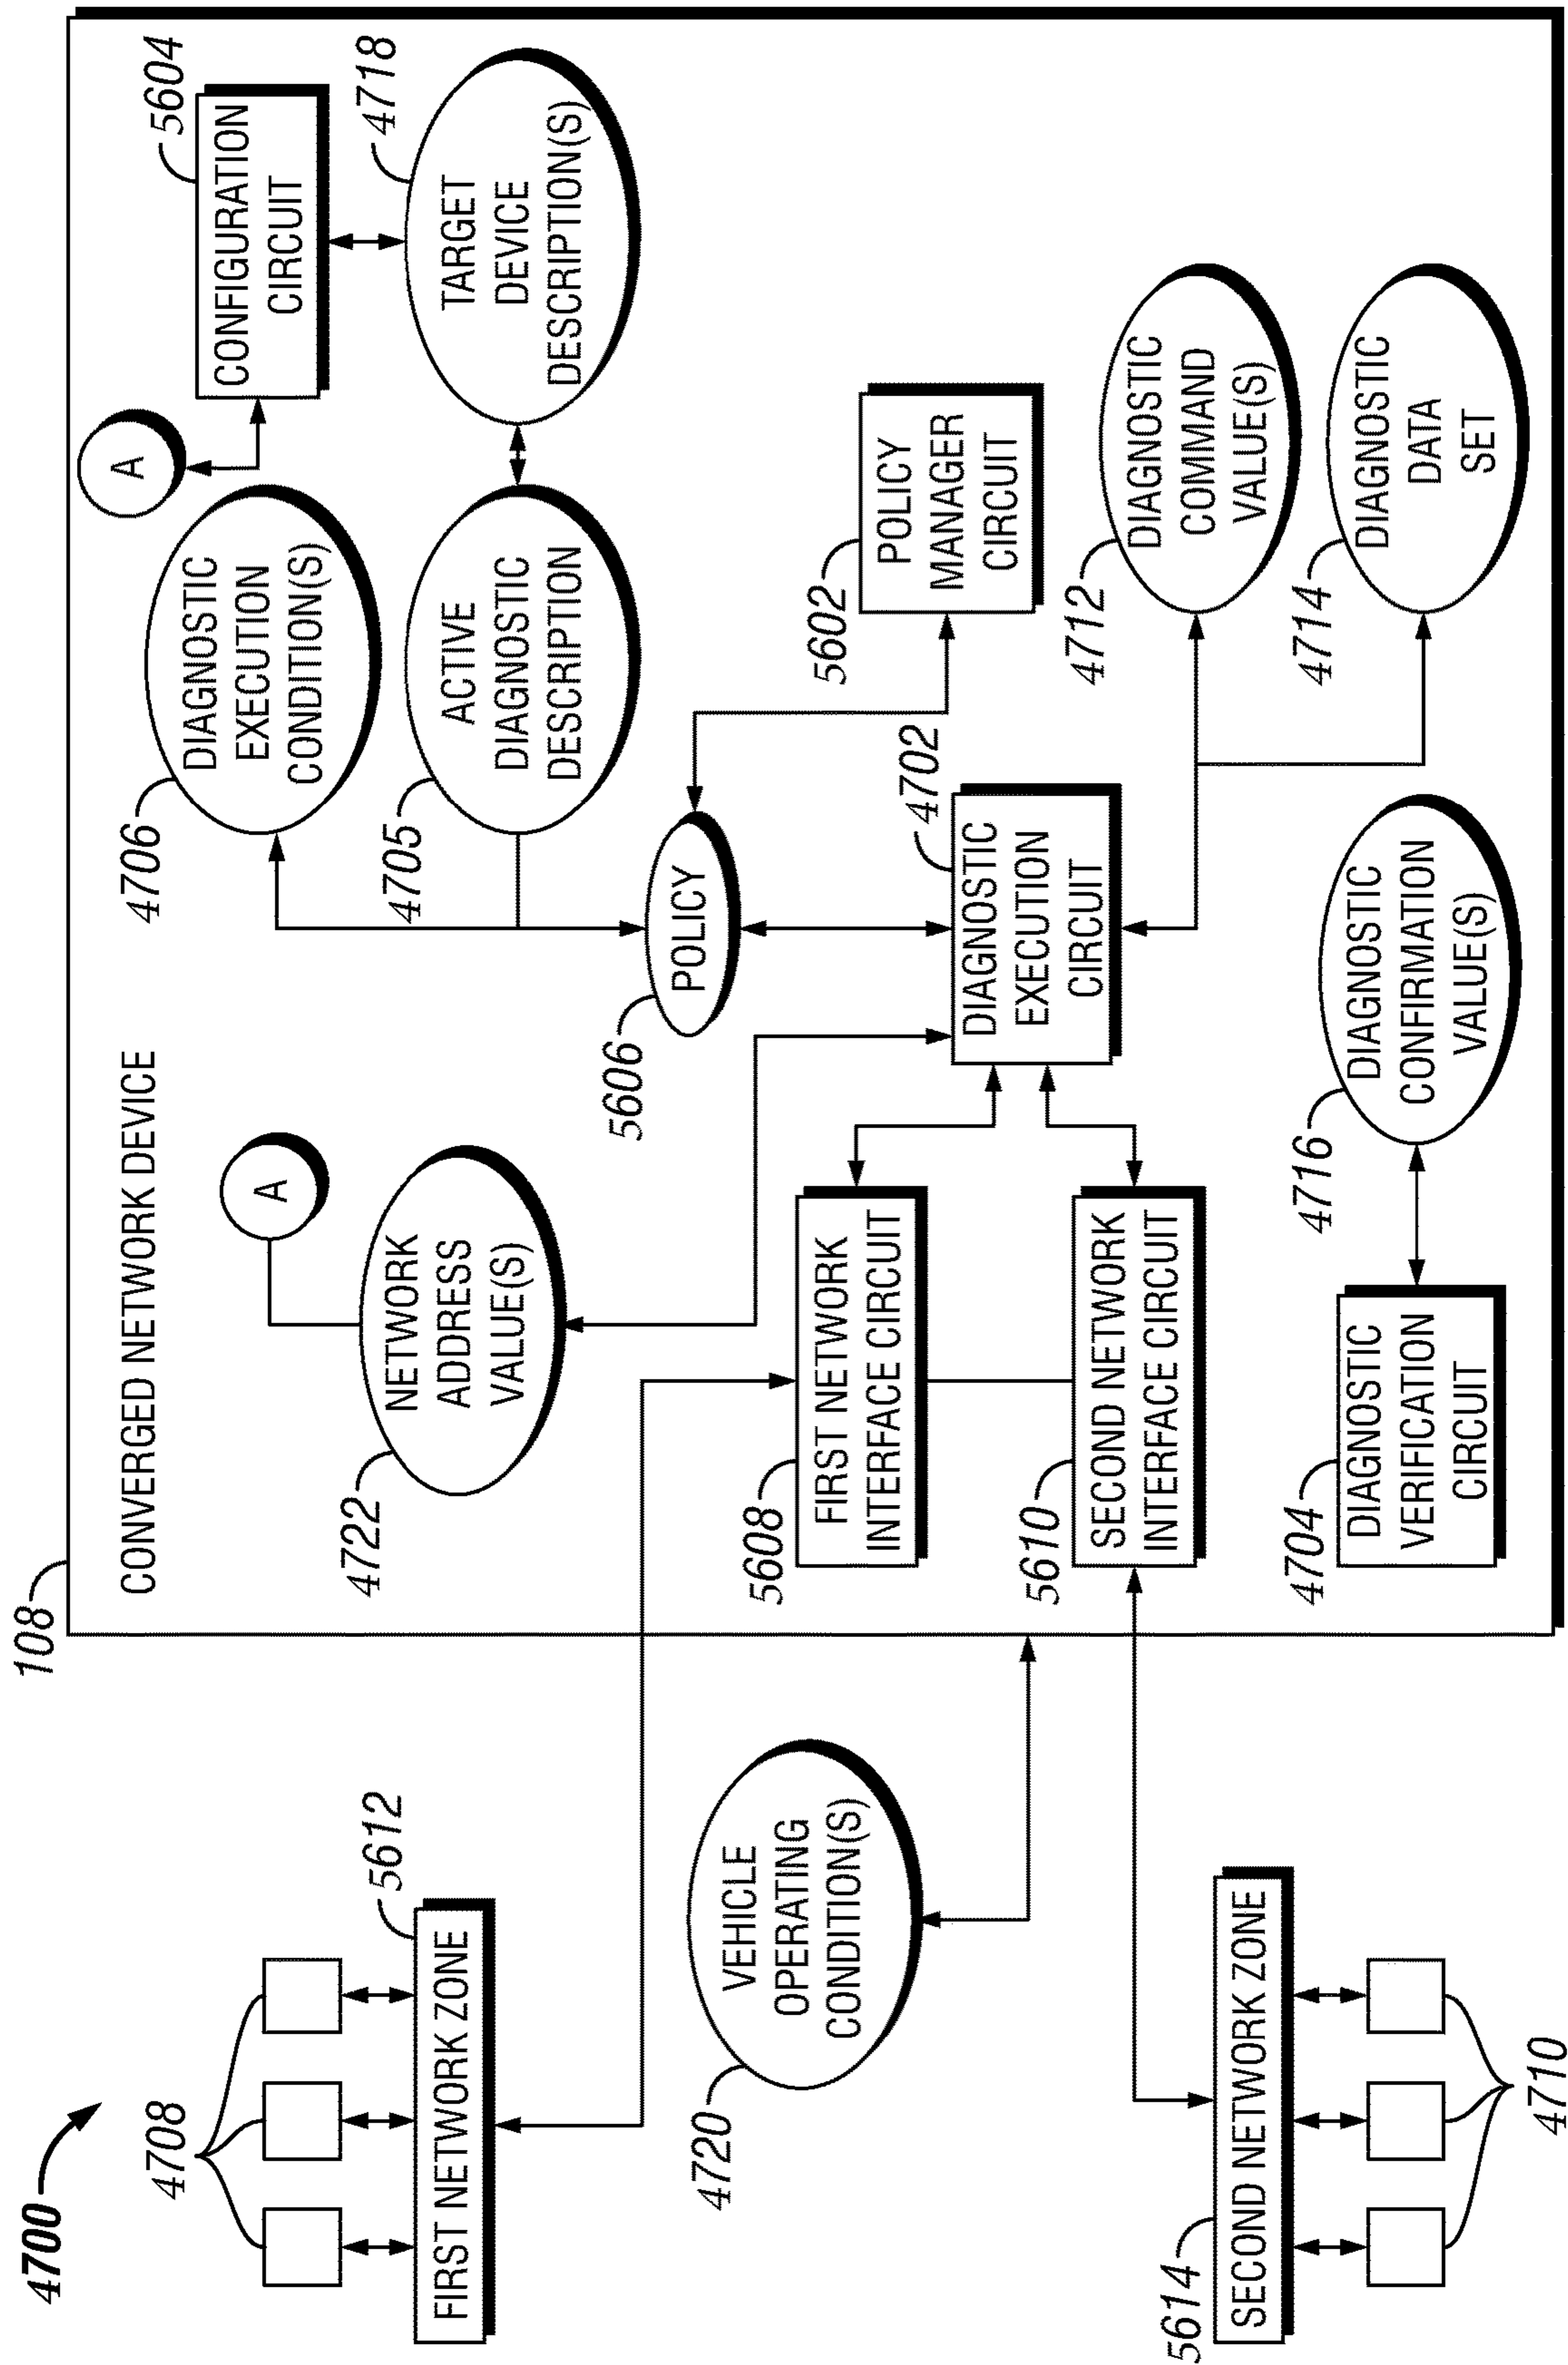 4700
108
CONVERGED NETWORK DEVICE
4708
5612
FIRST NETWORK ZONE
4720
VEHICLE
OPERATING
CONDITION(S)
5614
SECOND NETWORK ZONE
4710
4722
NETWORK
ADDRESS
VALUE(S)
A
4706
DIAGNOSTIC
EXECUTION
CONDITION(S)
A
5604
CONFIGURATION
CIRCUIT
4705
ACTIVE
DIAGNOSTIC
DESCRIPTION
4718
TARGET
DEVICE
DESCRIPTION(S)
5606
POLICY
5602
POLICY
MANAGER
CIRCUIT
5608
FIRST NETWORK
INTERFACE CIRCUIT
4702
DIAGNOSTIC
EXECUTION
CIRCUIT
5610
SECOND NETWORK
INTERFACE CIRCUIT
4712
DIAGNOSTIC
COMMAND
VALUE(S)
4704
DIAGNOSTIC
VERIFICATION
CIRCUIT
4716
DIAGNOSTIC
CONFIRMATION
VALUE(S)
4714
DIAGNOSTIC
DATA
SET